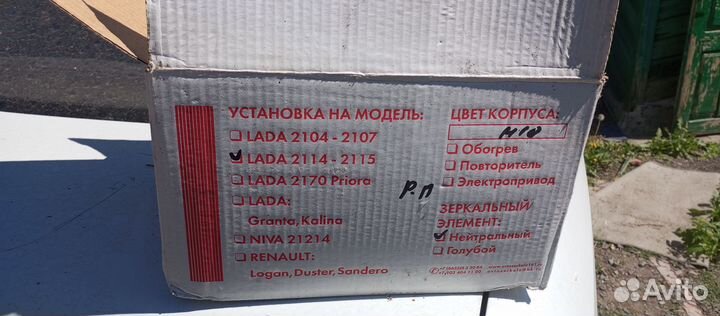 УСТАНОВКА НА МОДЕЛЬ:
LADA 2104 - 2107
LADA 2114 - 2115
LADA 2170 Priora
LADA:
Granta, Kalina
NIVA 21214
RENAULT:
Logan, Duster, Sandero
Р.П
ЦВЕТ КОРПУСА:
Обогрев
Повторитель
Электропривод
ЗЕРКАЛЬНЫЙ
ЭЛЕМЕНТ:
Нейтральный
Голубой
Avito